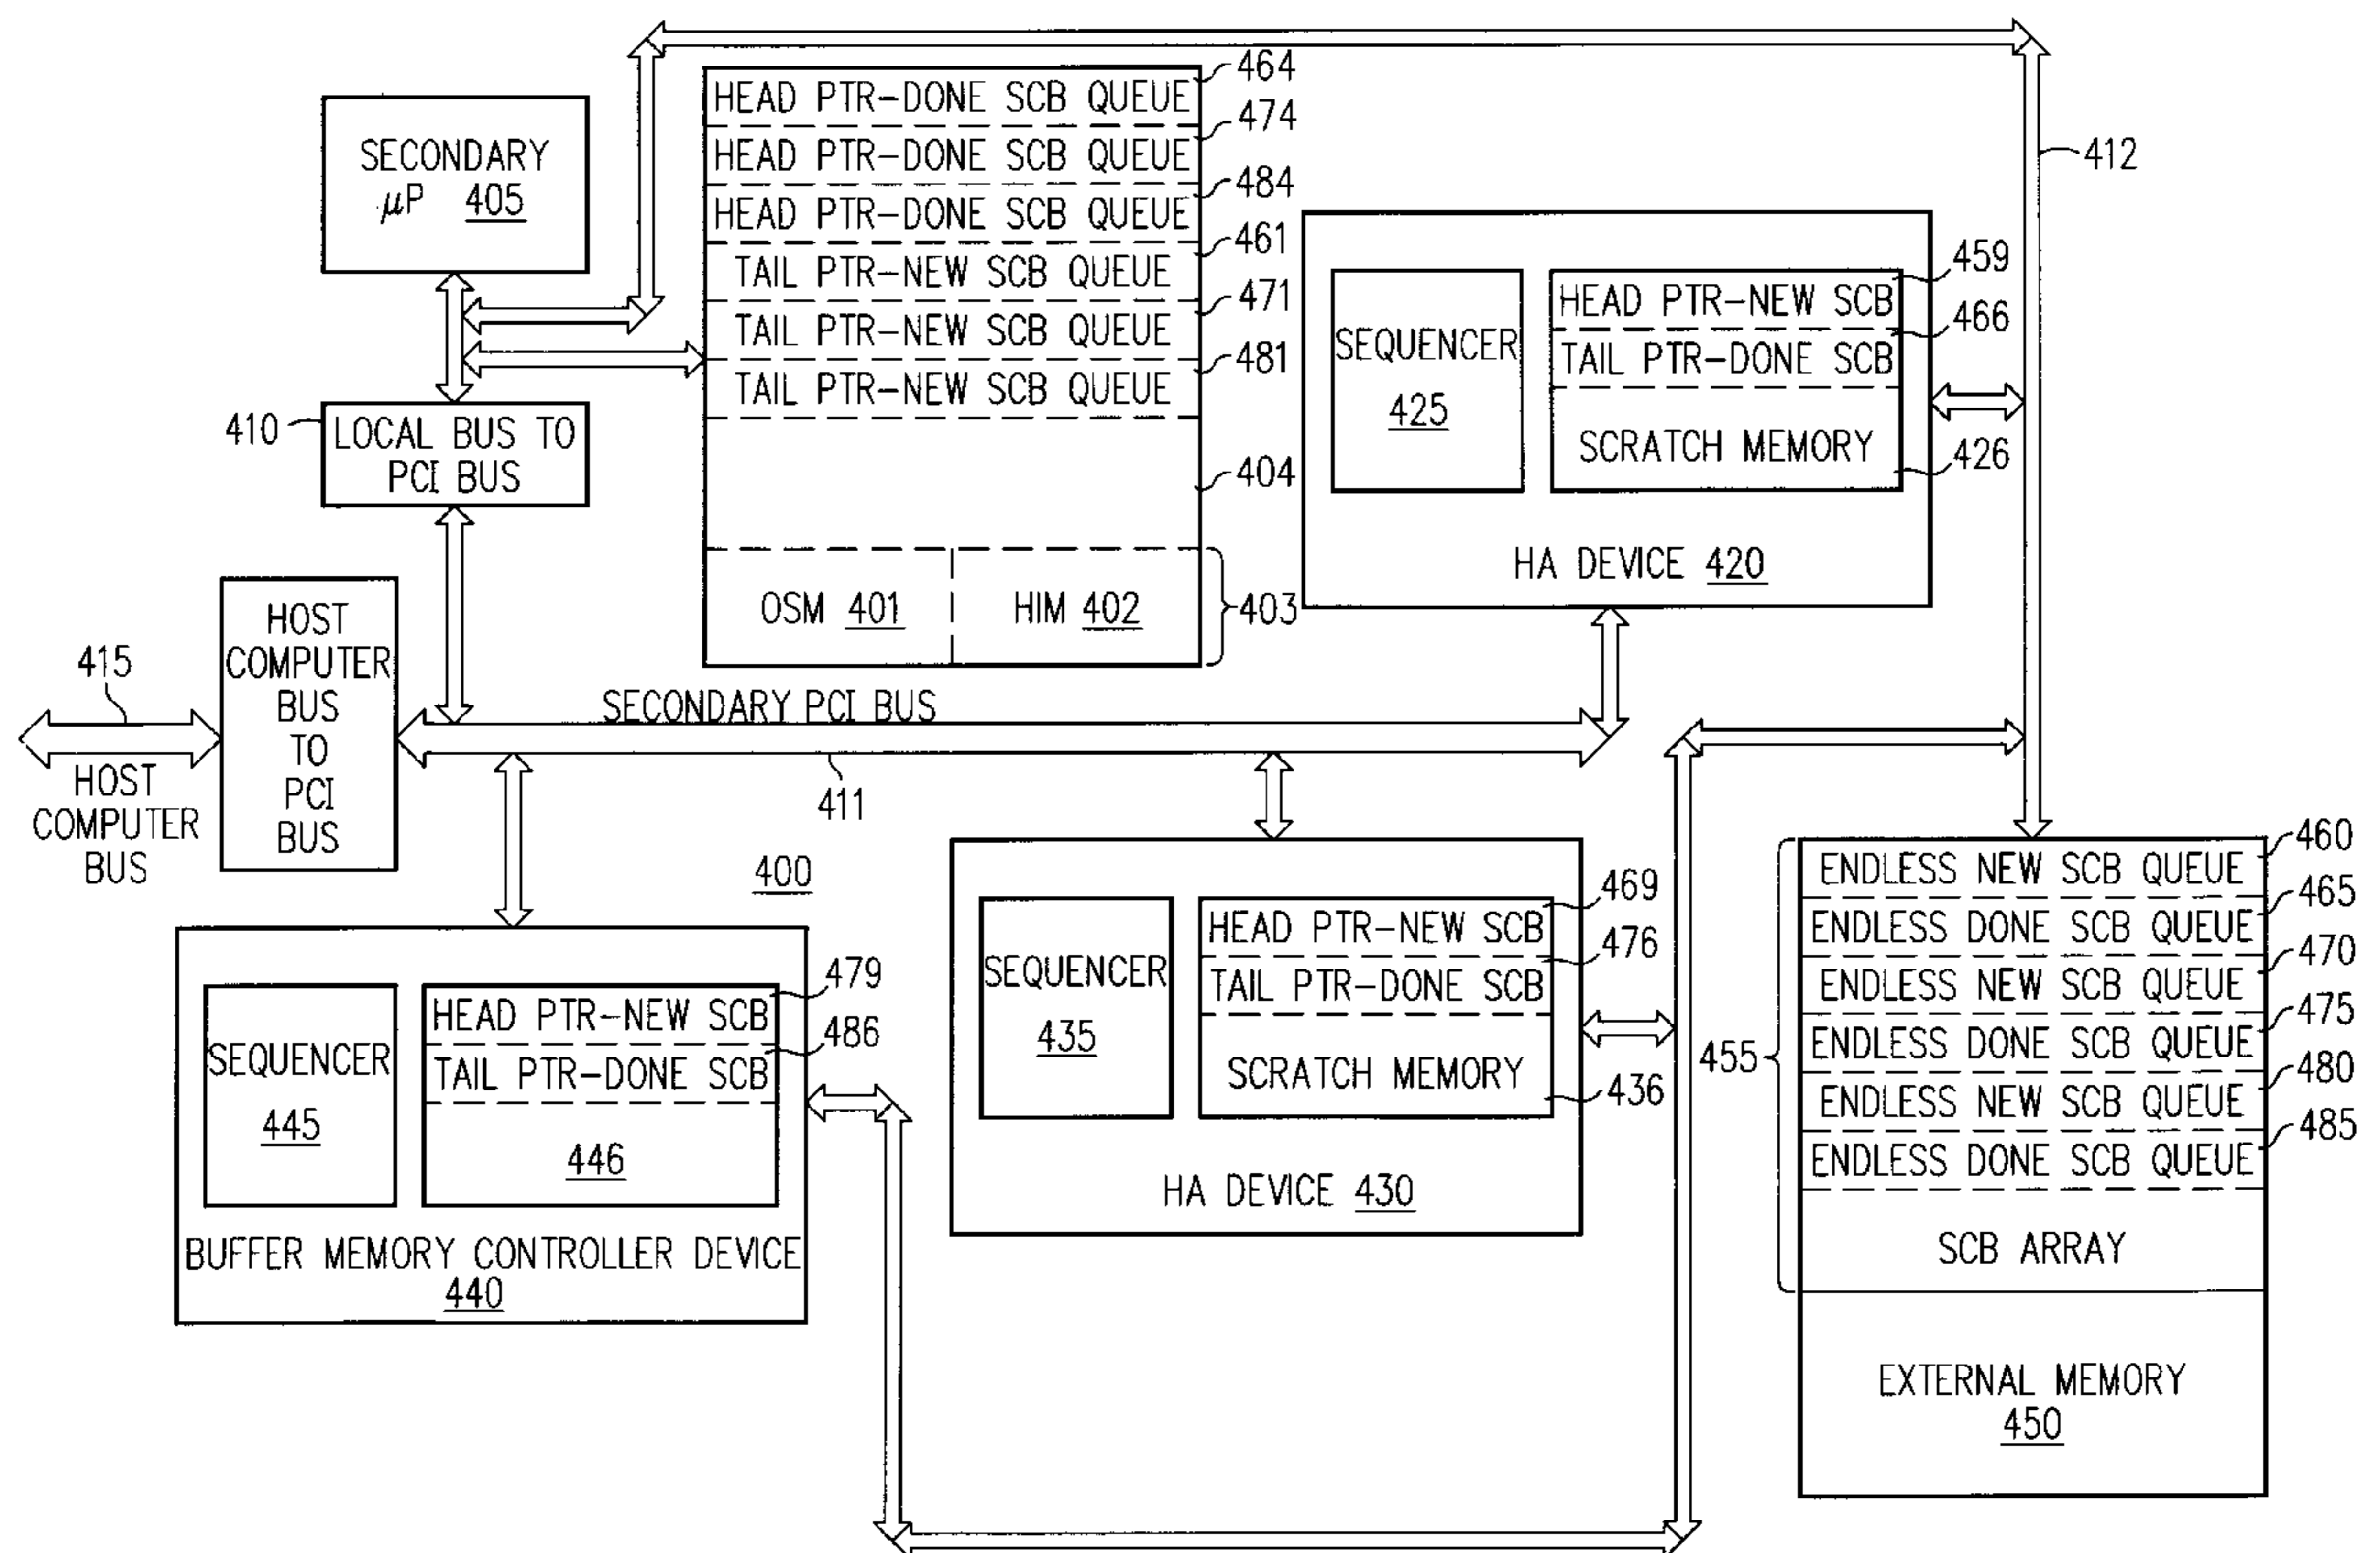 464
HEAD PTR-DONE SCB QUEUE
474
HEAD PTR-DONE SCB QUEUE
484
HEAD PTR-DONE SCB QUEUE
461
TAIL PTR-NEW SCB QUEUE
471
TAIL PTR-NEW SCB QUEUE
481
TAIL PTR-NEW SCB QUEUE
404
OSM 401
HIM 402
403
SECONDARY
μP 405
410
LOCAL BUS TO
PCI BUS
412
459
HEAD PTR-NEW SCB
466
TAIL PTR-DONE SCB
SCRATCH MEMORY
426
SEQUENCER
425
HA DEVICE 420
415
HOST
COMPUTER
BUS
HOST
COMPUTER
BUS
TO
PCI
BUS
SECONDARY PCI BUS
411
400
479
HEAD PTR-NEW SCB
486
TAIL PTR-DONE SCB
446
SEQUENCER
445
BUFFER MEMORY CONTROLLER DEVICE
440
469
HEAD PTR-NEW SCB
476
TAIL PTR-DONE SCB
SCRATCH MEMORY
436
SEQUENCER
435
HA DEVICE 430
460
ENDLESS NEW SCB QUEUE
465
ENDLESS DONE SCB QUEUE
470
ENDLESS NEW SCB QUEUE
475
ENDLESS DONE SCB QUEUE
480
ENDLESS NEW SCB QUEUE
485
ENDLESS DONE SCB QUEUE
455
SCB ARRAY
EXTERNAL MEMORY
450